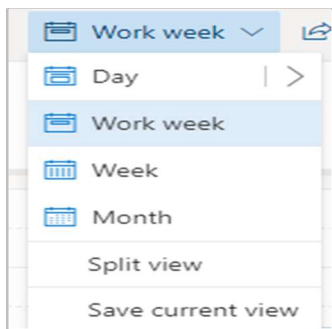 Work week
Day
Work week
Week
Month
Split view
Save current view